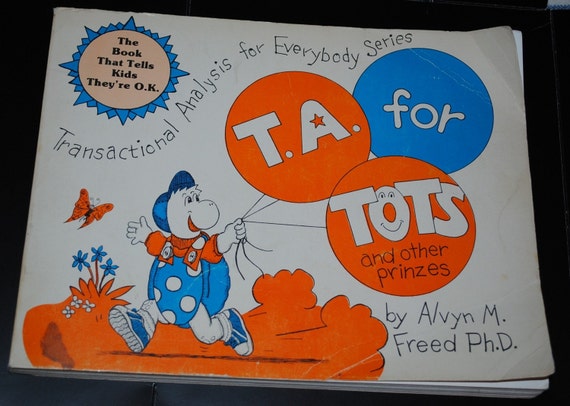 The
Book
That Tells
Kids
They're O.K.
Transactional Analysis for Everybody Series
T.A.
for
TOTS
and other
prinzes
by Alvyn M.
Freed Ph.D.